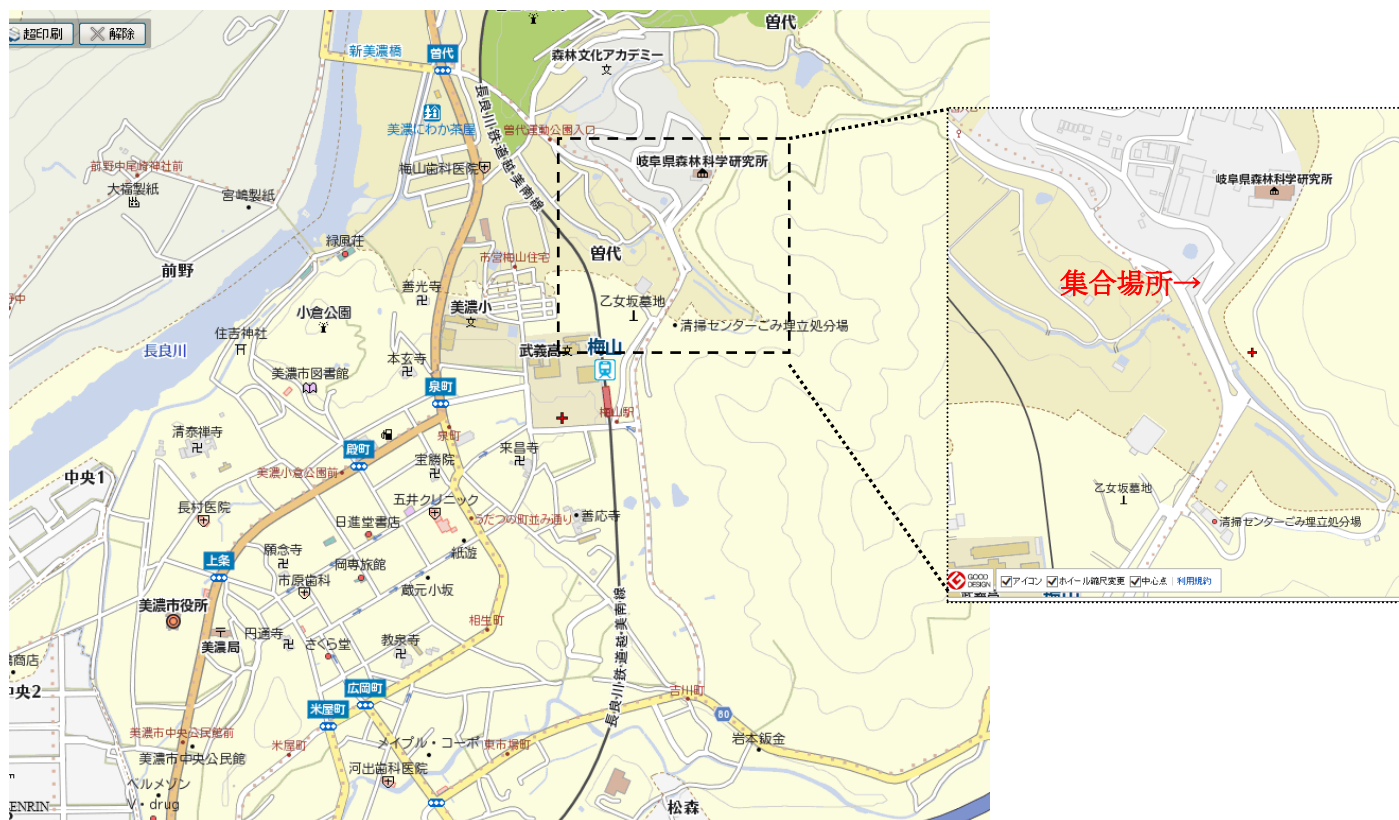 超印刷
解除
新美濃橋
曽代
曽代
森林文化アカデミー
美濃にわか茶屋
長良川鉄道越美南線
曽代運動公園入口
前野中尾崎神社前
大福製紙
宮嶋製紙
梅山歯科医院
岐阜県森林科学研究所
緑風荘
前野
市営梅山住宅
曽代
野中
善光寺
美濃小
乙女坂墓地
小倉公園
清掃センターごみ埋立処分場
住吉神社
武義高
梅山
長良川
本玄寺
美濃市図書館
泉町
梅山駅
清泰禅寺
泉町
殿町
来昌寺
宝勝院
美濃小倉公園前
中央1
長村医院
五井クリニック
日進堂書店
うだつの町並み通り
善応寺
上条
願念寺
岡専旅館
紙遊
市原歯科
蔵元小坂
美濃市役所
円通寺
美濃局
さくら堂
教泉寺
相生町
商店
中央2
広岡町
米屋町
長良川鉄道越美南線
吉川町
80
美濃市中央公民館前
米屋町
メイプル・コーポ
東市場町
岩本鈑金
美濃市中央公民館
河出歯科医院
ベルメゾン
V・drug
ENRIN
松森
岐阜県森林科学研究所
集合場所→
乙女坂墓地
清掃センターごみ埋立処分場
GOOD DESIGN
アイコン ホイール縮尺変更 中心点 利用規約
梅山